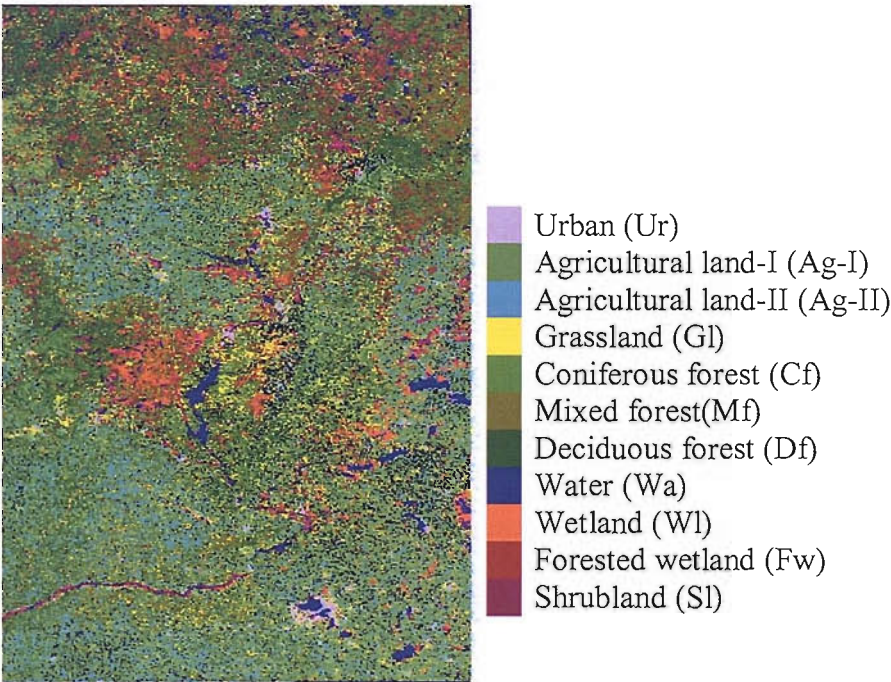 Urban (Ur)
Agricultural land-I (Ag-I)
Agricultural land-II (Ag-II)
Grassland (Gl)
Coniferous forest (Cf)
Mixed forest(Mf)
Deciduous forest (Df)
Water (Wa)
Wetland (Wl)
Forested wetland (Fw)
Shrubland (Sl)